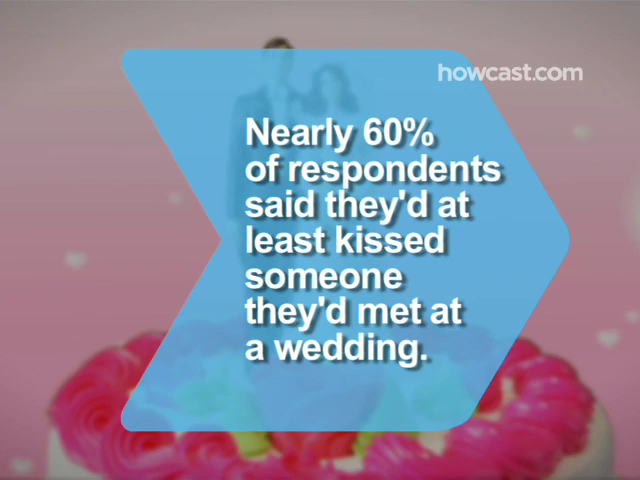 howcast.com
Nearly 60%
of respondents
said they'd at
least kissed
someone
they'd met at
a wedding.